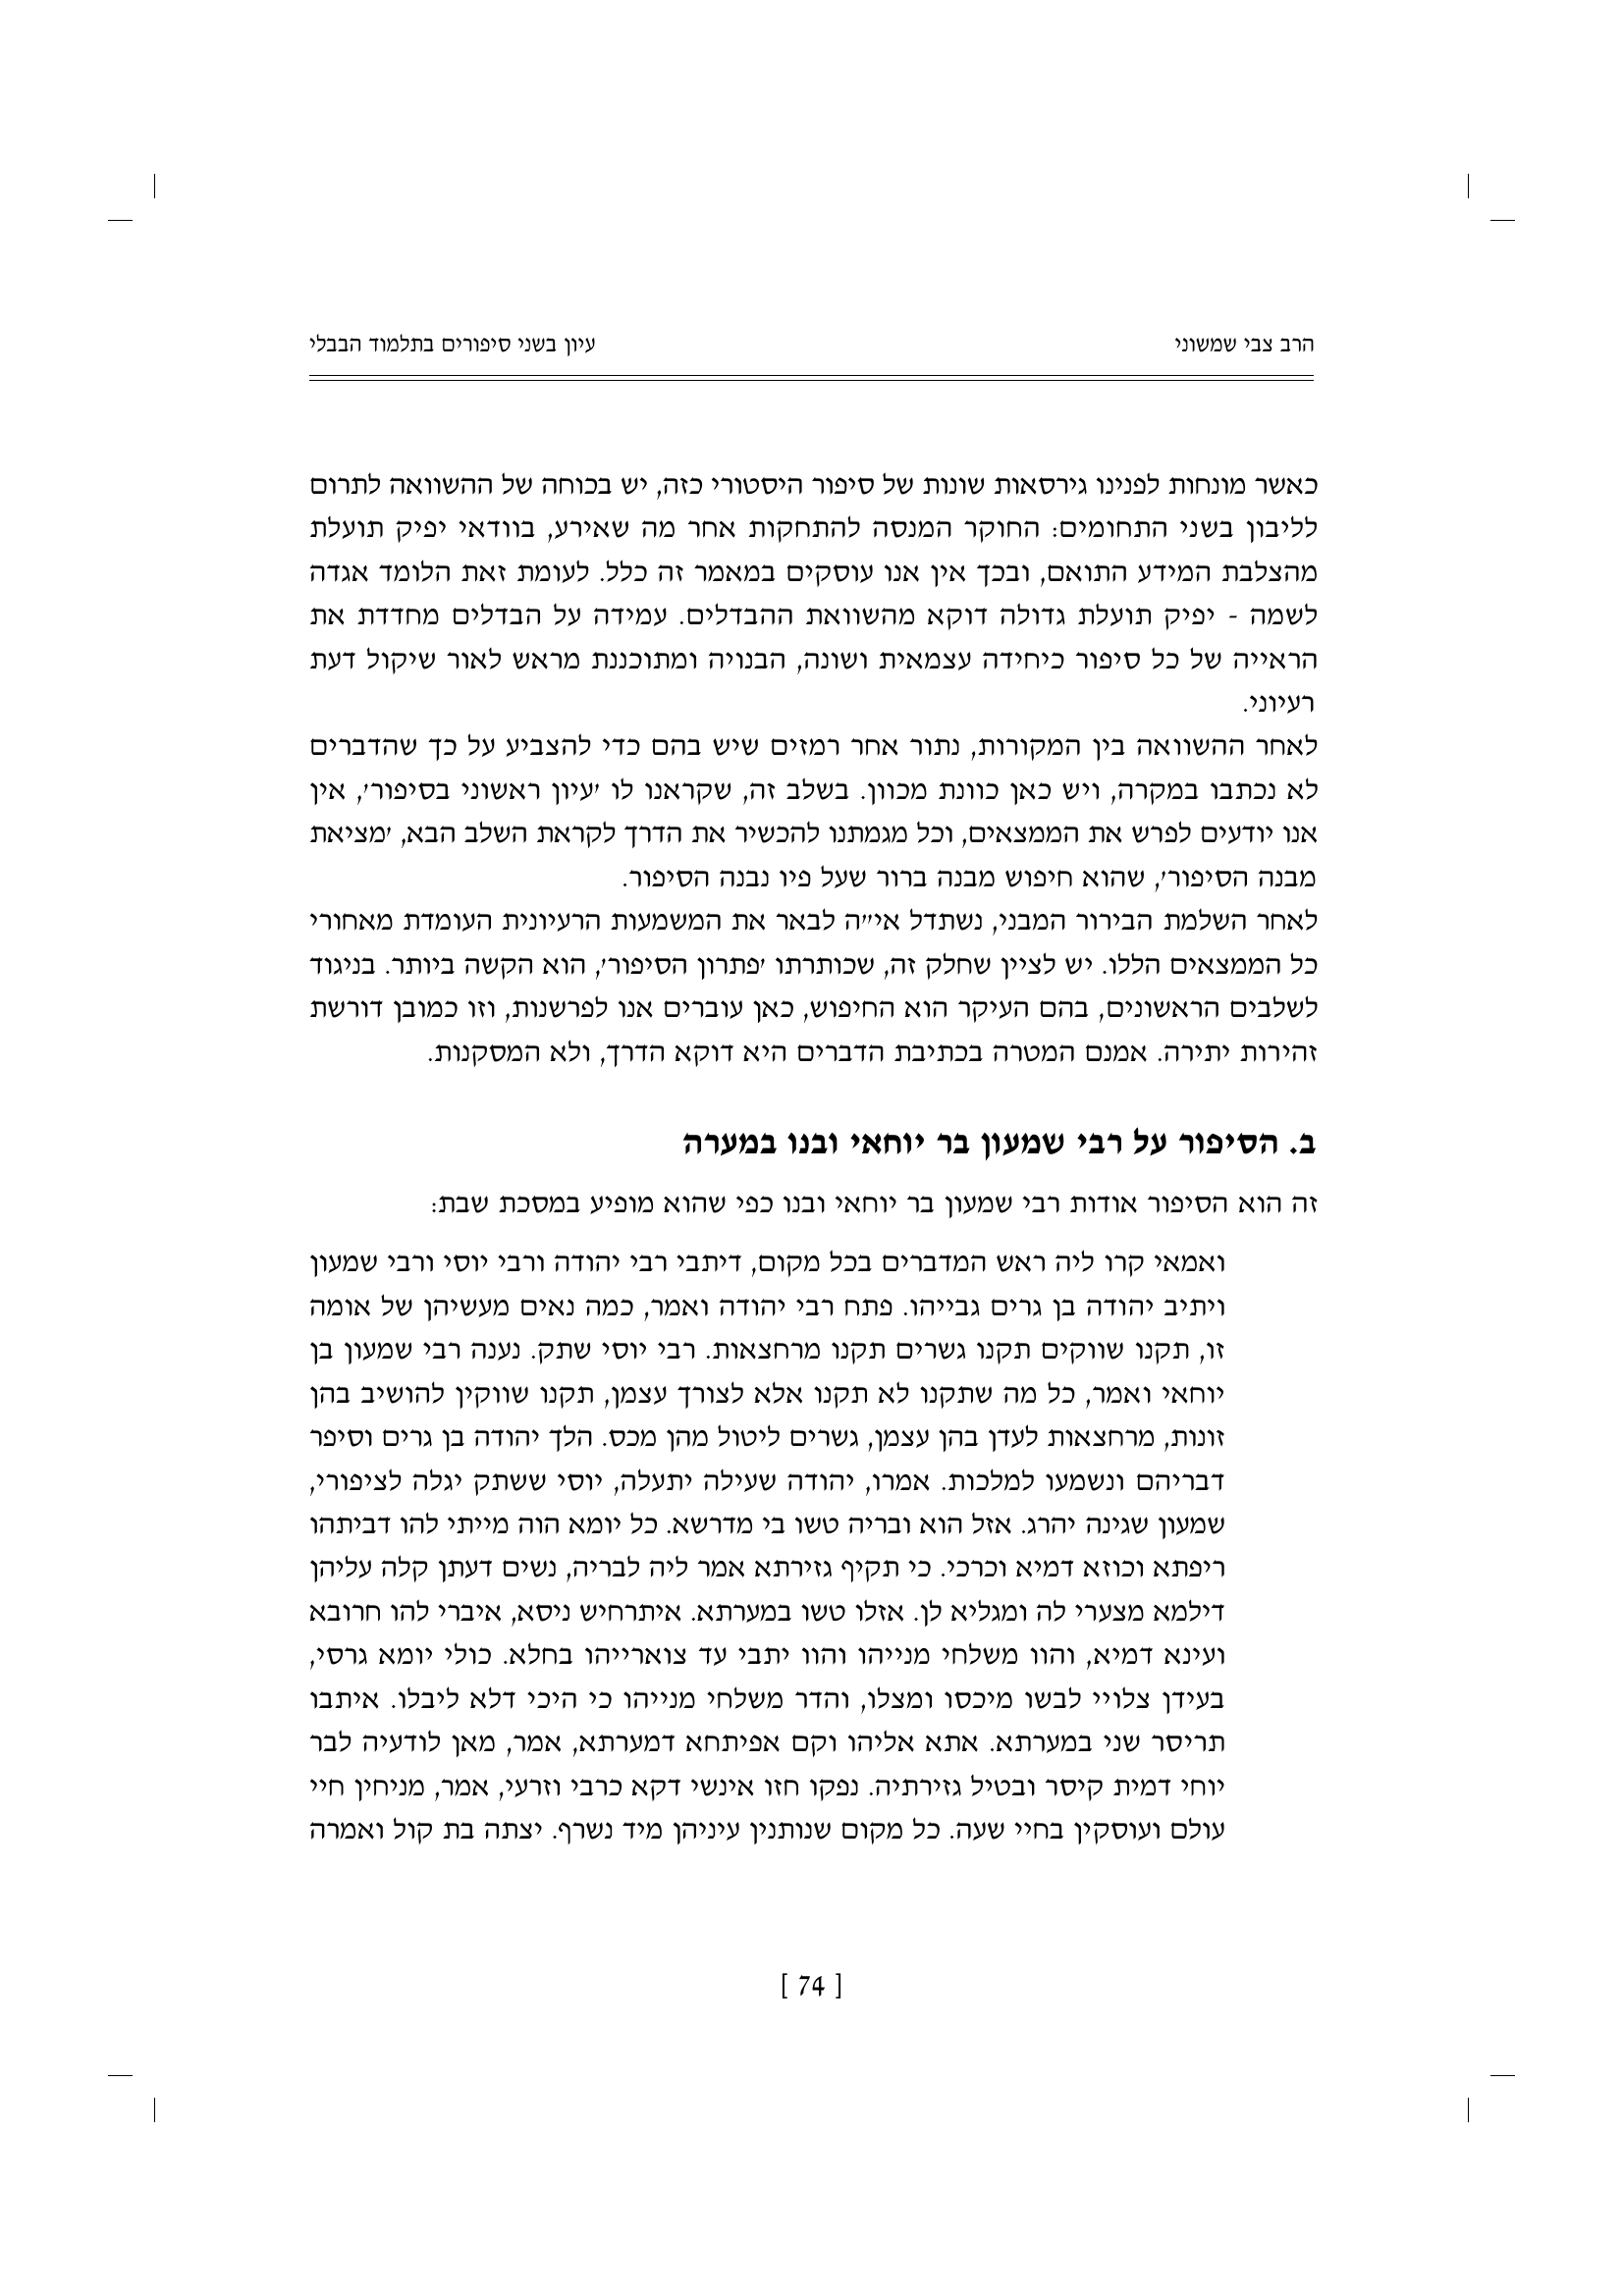 הרב צבי שמשוני
עיון בשני סיפורים בתלמוד הבבלי
כאשר מונחות לפנינו גירסאות שונות של סיפור היסטורי כזה, יש בכוחה של ההשוואה לתרום
לליבון בשני התחומים: החוקר המנסה להתחקות אחר מה שאירע, בוודאי יפיק תועלת
מהצלבת המידע התואם, ובכך אין אנו עוסקים במאמר זה כלל. לעומת זאת הלומד אגדה
לשמה - יפיק תועלת גדולה דוקא מהשוואת ההבדלים. עמידה על הבדלים מחדדת את
הראייה של כל סיפור כיחידה עצמאית ושונה, הבנויה ומתוכננת מראש לאור שיקול דעת
רעיוני.
לאחר ההשוואה בין המקורות, נתור אחר רמזים שיש בהם כדי להצביע על כך שהדברים
לא נכתבו במקרה, ויש כאן כוונת מכוון. בשלב זה, שקראנו לו ׳עיון ראשוני בסיפור׳, אין
אנו יודעים לפרש את הממצאים, וכל מגמתנו להכשיר את הדרך לקראת השלב הבא, ׳מציאת
מבנה הסיפור׳, שהוא חיפוש מבנה ברור שעל פיו נבנה הסיפור.
לאחר השלמת הבירור המבני, נשתדל אי״ה לבאר את המשמעות הרעיונית העומדת מאחורי
כל הממצאים הללו. יש לציין שחלק זה, שכותרתו ׳פתרון הסיפור׳, הוא הקשה ביותר. בניגוד
לשלבים הראשונים, בהם העיקר הוא החיפוש, כאן עוברים אנו לפרשנות, וזו כמובן דורשת
זהירות יתירה. אמנם המטרה בכתיבת הדברים היא דוקא הדרך, ולא המסקנות.
ב. הסיפור על רבי שמעון בר יוחאי ובנו במערה
זה הוא הסיפור אודות רבי שמעון בר יוחאי ובנו כפי שהוא מופיע במסכת שבת:
ואמאי קרו ליה ראש המדברים בכל מקום, דיתבי רבי יהודה ורבי יוסי ורבי שמעון
ויתיב יהודה בן גרים גבייהו. פתח רבי יהודה ואמר, כמה נאים מעשיהן של אומה
זו, תקנו שווקים תקנו גשרים תקנו מרחצאות. רבי יוסי שתק. נענה רבי שמעון בן
יוחאי ואמר, כל מה שתקנו לא תקנו אלא לצורך עצמן, תקנו שווקין להושיב בהן
זונות, מרחצאות לעדן בהן עצמן, גשרים ליטול מהן מכס. הלך יהודה בן גרים וסיפר
דבריהם ונשמעו למלכות. אמרו, יהודה שעילה יתעלה, יוסי ששתק יגלה לציפורי,
שמעון שגינה יהרג. אזל הוא ובריה טשו בי מדרשא. כל יומא הוה מייתי להו דביתהו
ריפתא וכוזא דמיא וכרכי. כי תקיף גזירתא אמר ליה לבריה, נשים דעתן קלה עליהן
דילמא מצערי לה ומגליא לן. אזלו טשו במערתא. איתרחיש ניסא, איברי להו חרובא
ועינא דמיא, והוו משלחי מנייהו והוו יתבי עד צוארייהו בחלא. כולי יומא גרסי,
בעידן צלויי לבשו מיכסו ומצלו, והדר משלחי מנייהו כי היכי דלא ליבלו. איתבו
תריסר שני במערתא. אתא אליהו וקם אפיתחא דמערתא, אמר, מאן לודעיה לבר
יוחי דמית קיסר ובטיל גזירתיה. נפקו חזו אינשי דקא כרבי וזרעי, אמר, מניחין חיי
עולם ועוסקין בחיי שעה. כל מקום שנותנין עיניהן מיד נשרף. יצתה בת קול ואמרה
[ 74 ]